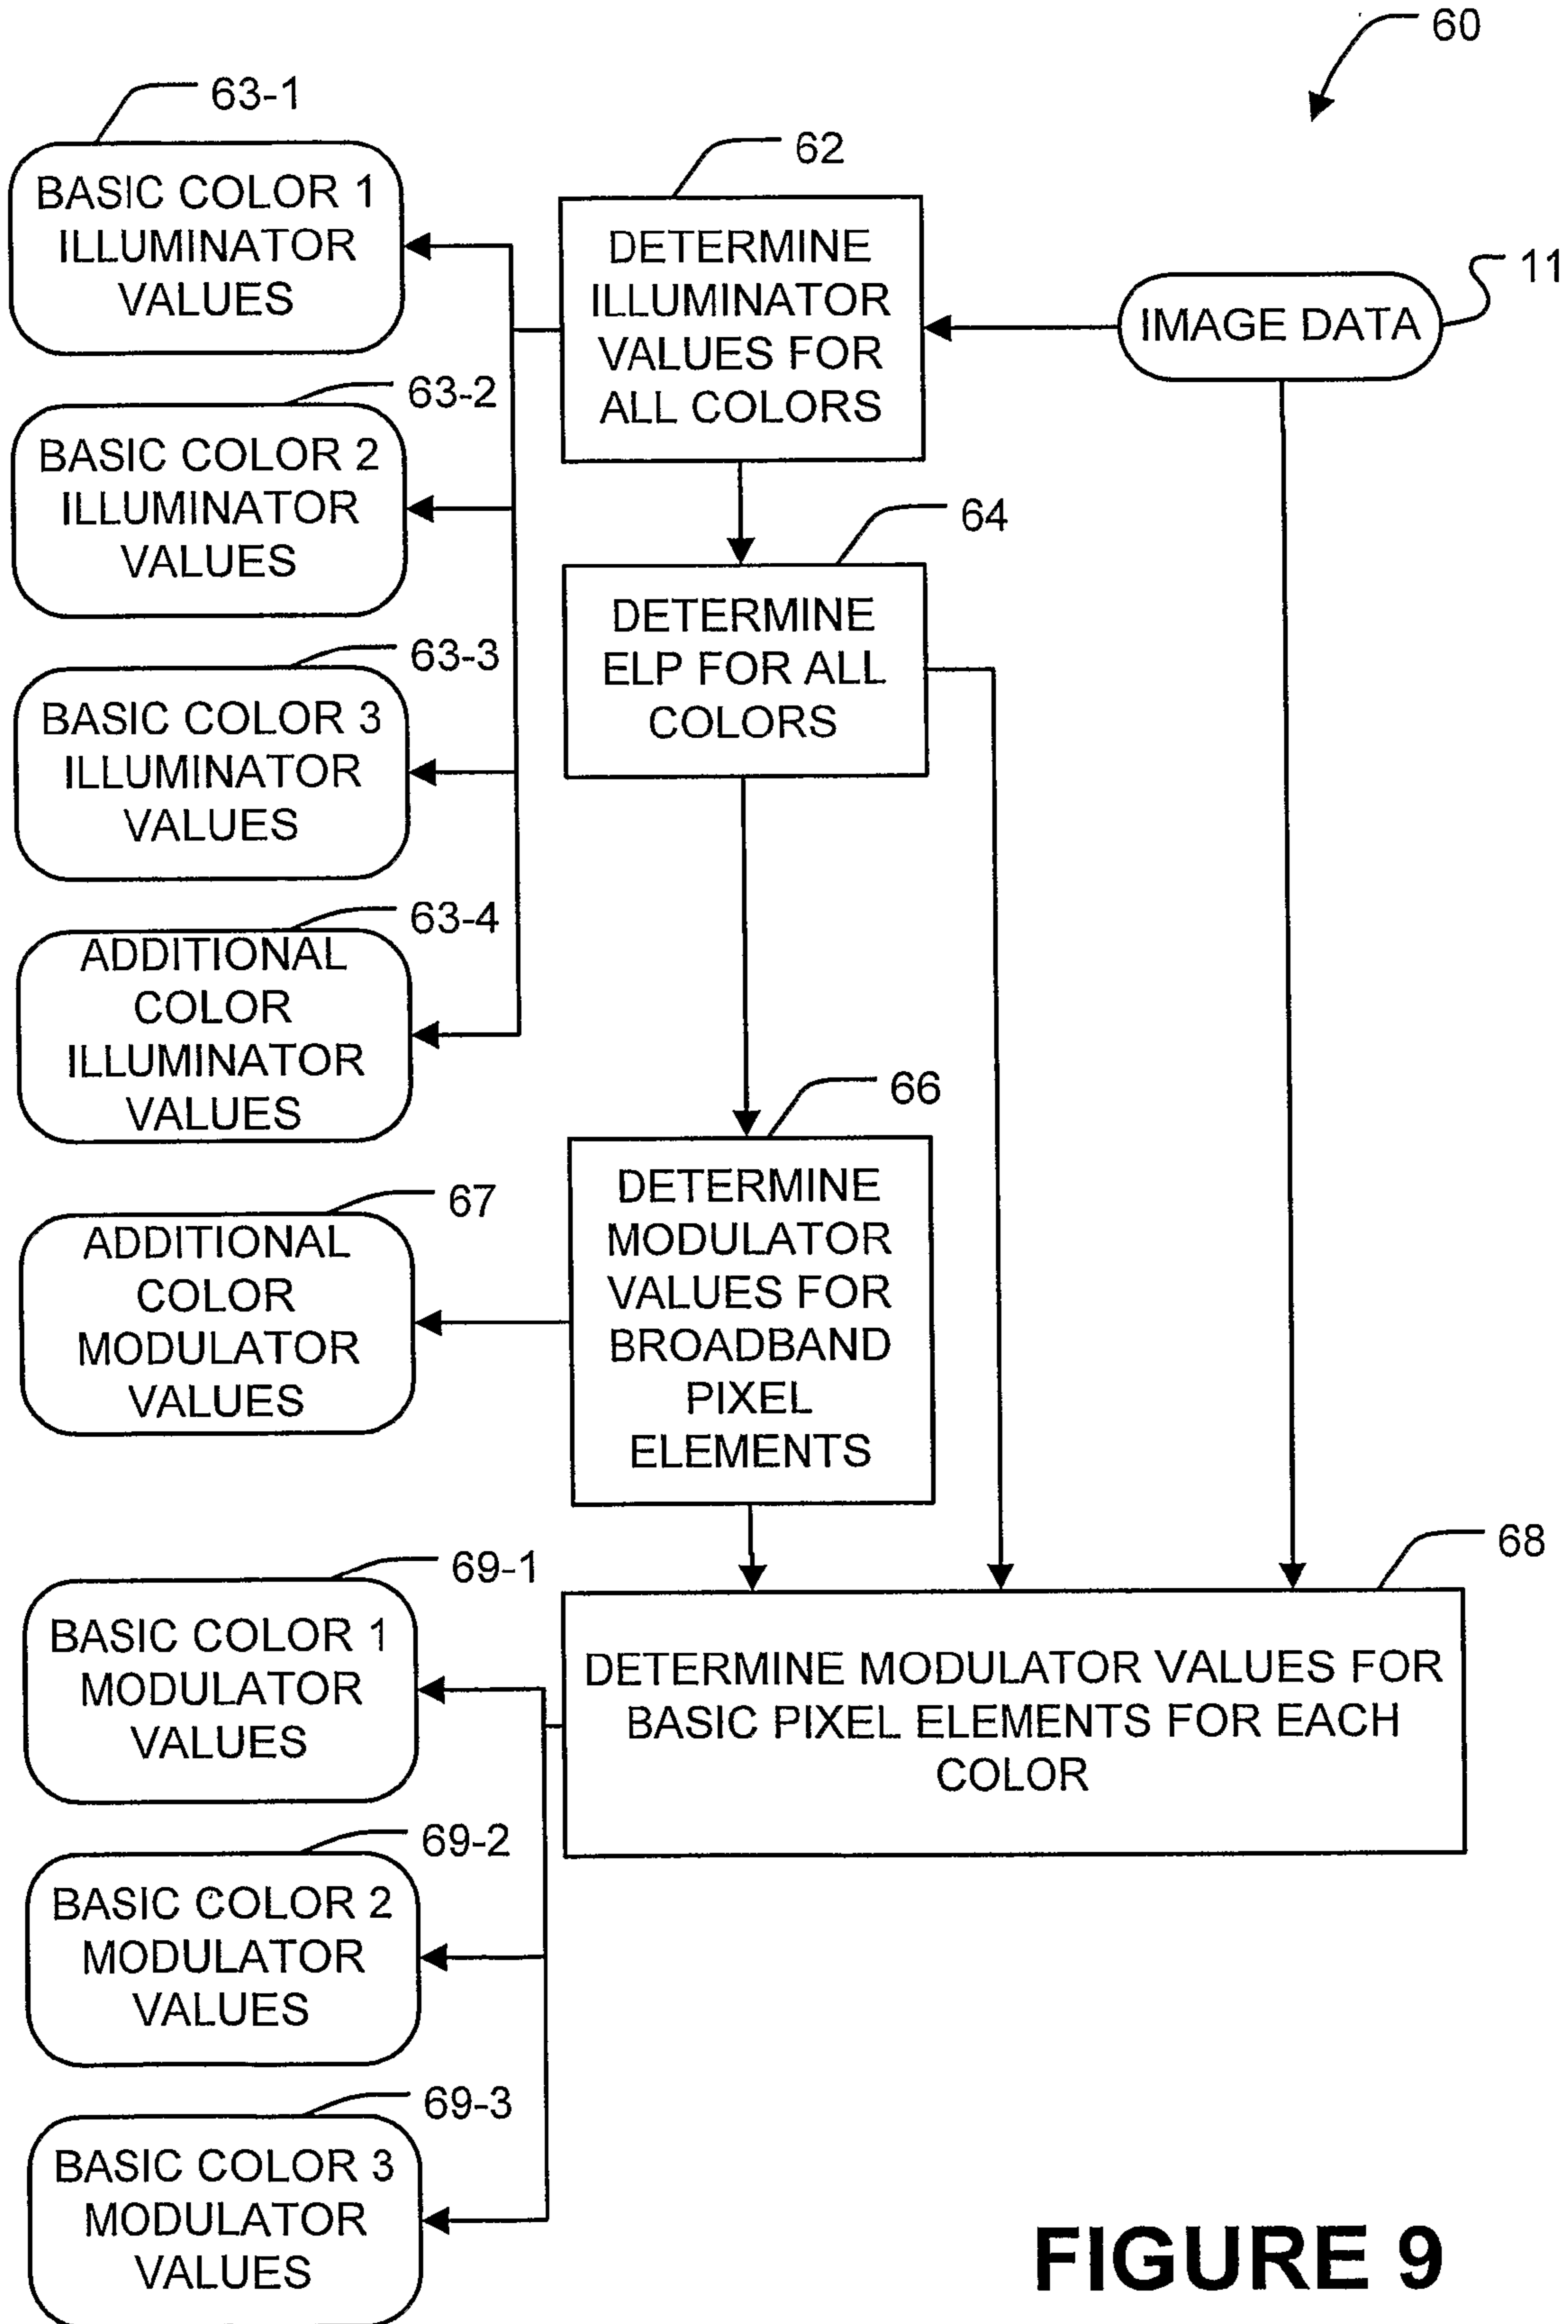 60
63-1
BASIC COLOR 1
ILLUMINATOR
VALUES
62
DETERMINE
ILLUMINATOR
VALUES FOR
ALL COLORS
11
IMAGE DATA
63-2
BASIC COLOR 2
ILLUMINATOR
VALUES
64
DETERMINE
ELP FOR ALL
COLORS
63-3
BASIC COLOR 3
ILLUMINATOR
VALUES
63-4
ADDITIONAL
COLOR
ILLUMINATOR
VALUES
66
DETERMINE
MODULATOR
VALUES FOR
BROADBAND
PIXEL
ELEMENTS
67
ADDITIONAL
COLOR
MODULATOR
VALUES
68
DETERMINE MODULATOR VALUES FOR
BASIC PIXEL ELEMENTS FOR EACH
COLOR
69-1
BASIC COLOR 1
MODULATOR
VALUES
69-2
BASIC COLOR 2
MODULATOR
VALUES
69-3
BASIC COLOR 3
MODULATOR
VALUES
FIGURE 9